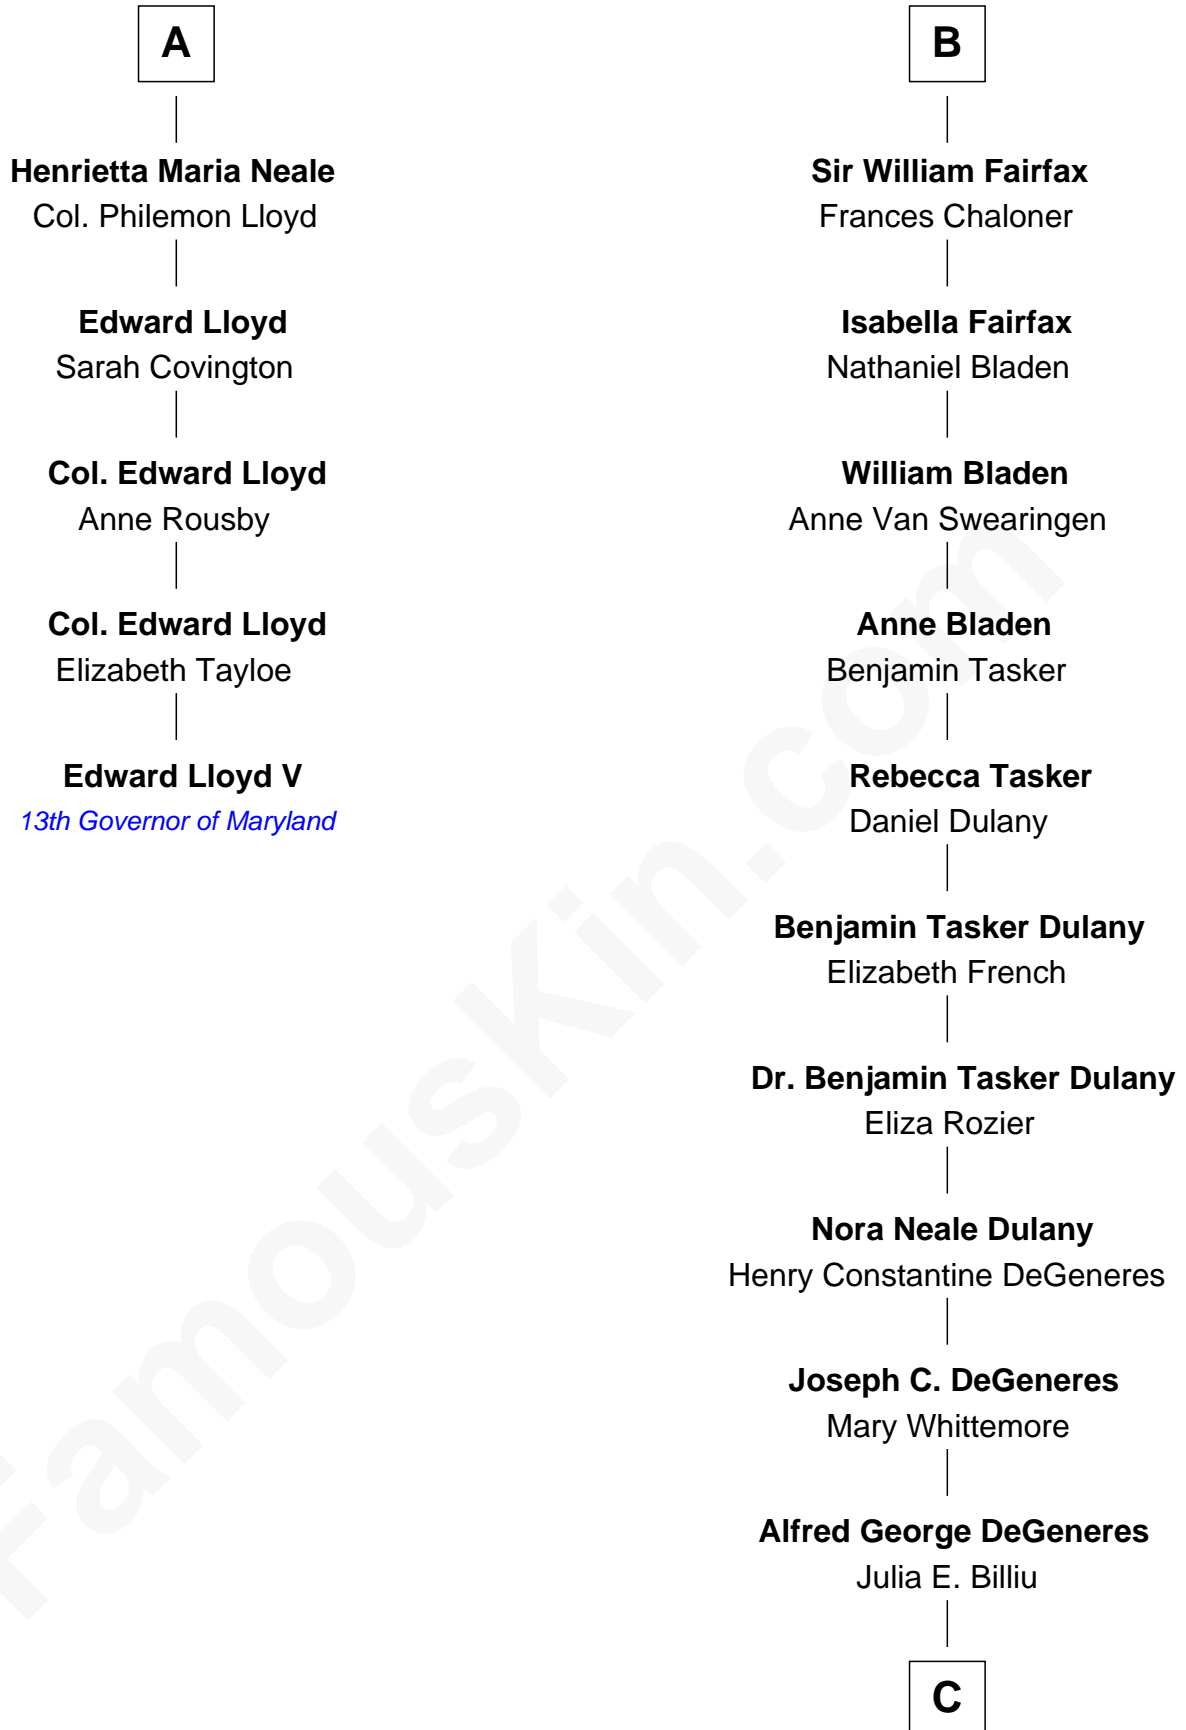 A
Henrietta Maria Neale
Col. Philemon Lloyd
Edward Lloyd
Sarah Covington
Col. Edward Lloyd
Anne Rousby
Col. Edward Lloyd
Elizabeth Tayloe
Edward Lloyd V
13th Governor of Maryland
B
Sir William Fairfax
Frances Chaloner
Isabella Fairfax
Nathaniel Bladen
William Bladen
Anne Van Swearingen
Anne Bladen
Benjamin Tasker
Rebecca Tasker
Daniel Dulany
Benjamin Tasker Dulany
Elizabeth French
Dr. Benjamin Tasker Dulany
Eliza Rozier
Nora Neale Dulany
Henry Constantine DeGeneres
Joseph C. DeGeneres
Mary Whittemore
Alfred George DeGeneres
Julia E. Billiu
C
FamousKin.com